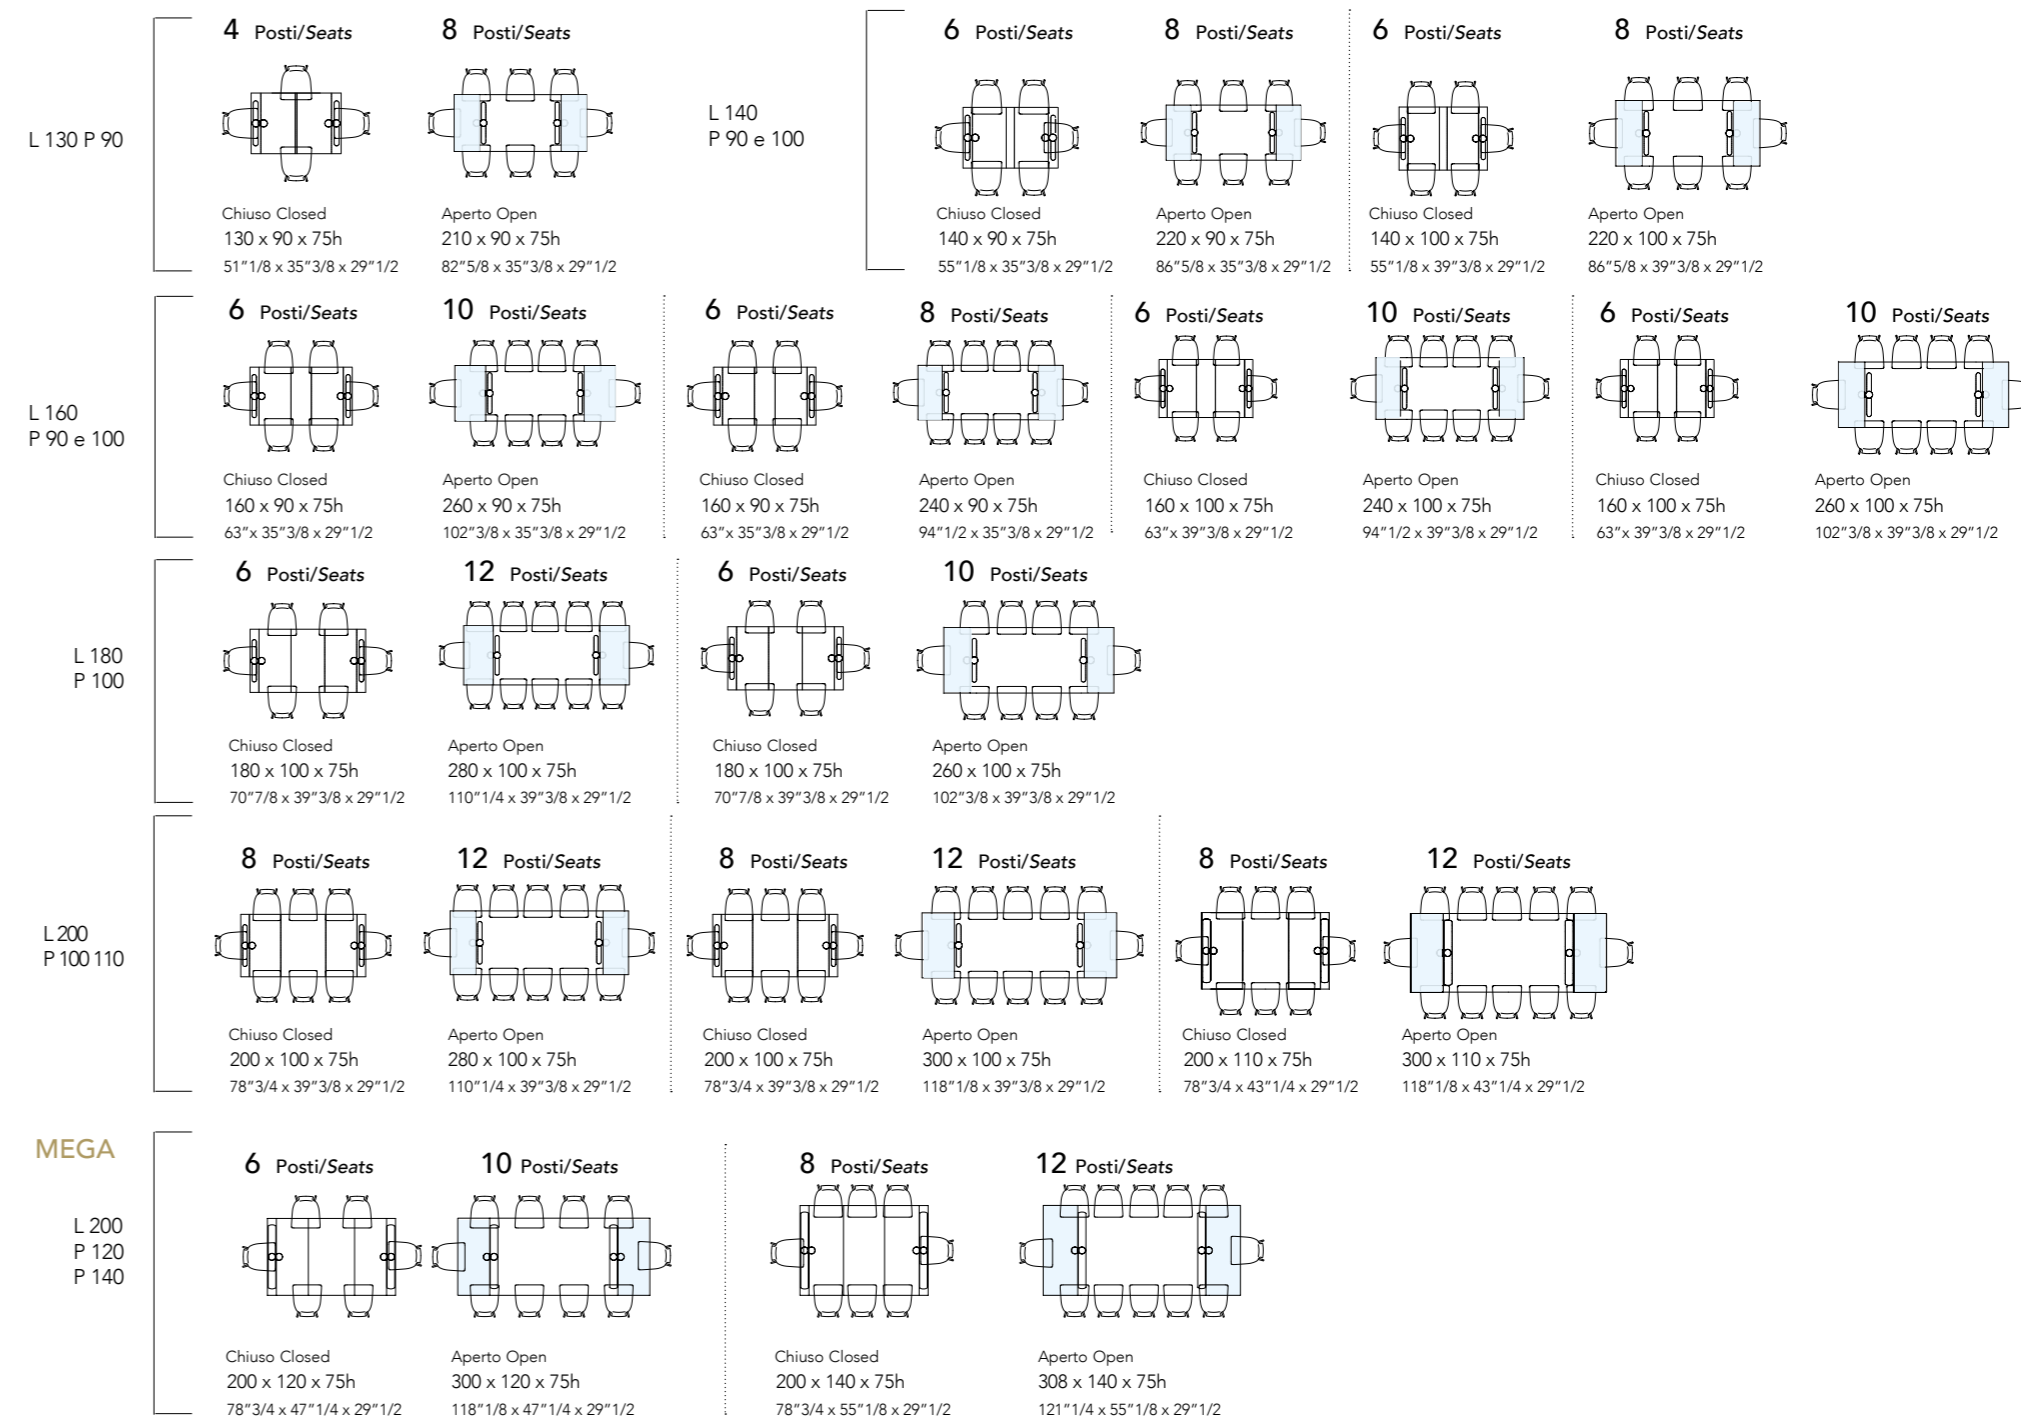 L 130 P 90
4 Posti/Seats
Chiuso Closed
130 x 90 x 75h
51"1/8 x 35"3/8 x 29"1/2
8 Posti/Seats
Aperto Open
210 x 90 x 75h
82"5/8 x 35"3/8 x 29"1/2
L 140
P 90 e 100
6 Posti/Seats
Chiuso Closed
140 x 90 x 75h
55"1/8 x 35"3/8 x 29"1/2
8 Posti/Seats
Aperto Open
220 x 90 x 75h
86"5/8 x 35"3/8 x 29"1/2
6 Posti/Seats
Chiuso Closed
140 x 100 x 75h
55"1/8 x 39"3/8 x 29"1/2
8 Posti/Seats
Aperto Open
220 x 100 x 75h
86"5/8 x 39"3/8 x 29"1/2
L 160
P 90 e 100
6 Posti/Seats
Chiuso Closed
160 x 90 x 75h
63"x 35"3/8 x 29"1/2
10 Posti/Seats
Aperto Open
260 x 90 x 75h
102"3/8 x 35"3/8 x 29"1/2
6 Posti/Seats
Chiuso Closed
160 x 90 x 75h
63"x 35"3/8 x 29"1/2
8 Posti/Seats
Aperto Open
240 x 90 x 75h
94"1/2 x 35"3/8 x 29"1/2
6 Posti/Seats
Chiuso Closed
160 x 100 x 75h
63"x 39"3/8 x 29"1/2
10 Posti/Seats
Aperto Open
240 x 100 x 75h
94"1/2 x 39"3/8 x 29"1/2
6 Posti/Seats
Chiuso Closed
160 x 100 x 75h
63"x 39"3/8 x 29"1/2
10 Posti/Seats
Aperto Open
260 x 100 x 75h
102"3/8 x 39"3/8 x 29"1/2
L 180
P 100
6 Posti/Seats
Chiuso Closed
180 x 100 x 75h
70"7/8 x 39"3/8 x 29"1/2
12 Posti/Seats
Aperto Open
280 x 100 x 75h
110"1/4 x 39"3/8 x 29"1/2
6 Posti/Seats
Chiuso Closed
180 x 100 x 75h
70"7/8 x 39"3/8 x 29"1/2
10 Posti/Seats
Aperto Open
260 x 100 x 75h
102"3/8 x 39"3/8 x 29"1/2
L 200
P 100 110
8 Posti/Seats
Chiuso Closed
200 x 100 x 75h
78"3/4 x 39"3/8 x 29"1/2
12 Posti/Seats
Aperto Open
280 x 100 x 75h
110"1/4 x 39"3/8 x 29"1/2
8 Posti/Seats
Chiuso Closed
200 x 100 x 75h
78"3/4 x 39"3/8 x 29"1/2
12 Posti/Seats
Aperto Open
300 x 100 x 75h
118"1/8 x 39"3/8 x 29"1/2
8 Posti/Seats
Chiuso Closed
200 x 110 x 75h
78"3/4 x 43"1/4 x 29"1/2
12 Posti/Seats
Aperto Open
300 x 110 x 75h
118"1/8 x 43"1/4 x 29"1/2
MEGA
L 200
P 120
P 140
6 Posti/Seats
Chiuso Closed
200 x 120 x 75h
78"3/4 x 47"1/4 x 29"1/2
10 Posti/Seats
Aperto Open
300 x 120 x 75h
118"1/8 x 47"1/4 x 29"1/2
8 Posti/Seats
Chiuso Closed
200 x 140 x 75h
78"3/4 x 55"1/8 x 29"1/2
12 Posti/Seats
Aperto Open
308 x 140 x 75h
121"1/4 x 55"1/8 x 29"1/2